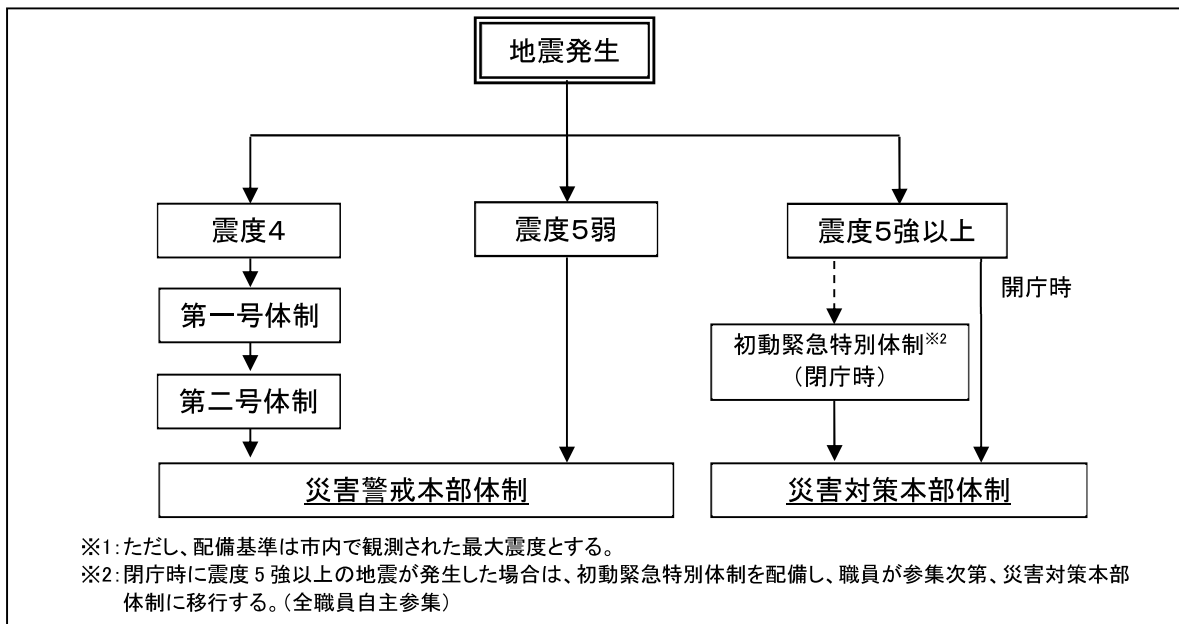 地震発生
震度4
震度5弱
震度5強以上
開庁時
第一号体制
初動緊急特別体制※2
（閉庁時）
第二号体制
災害警戒本部体制
災害対策本部体制
※1：ただし、配備基準は市内で観測された最大震度とする。
※2：閉庁時に震度5強以上の地震が発生した場合は、初動緊急特別体制を配備し、職員が参集次第、災害対策本部
体制に移行する。（全職員自主参集）